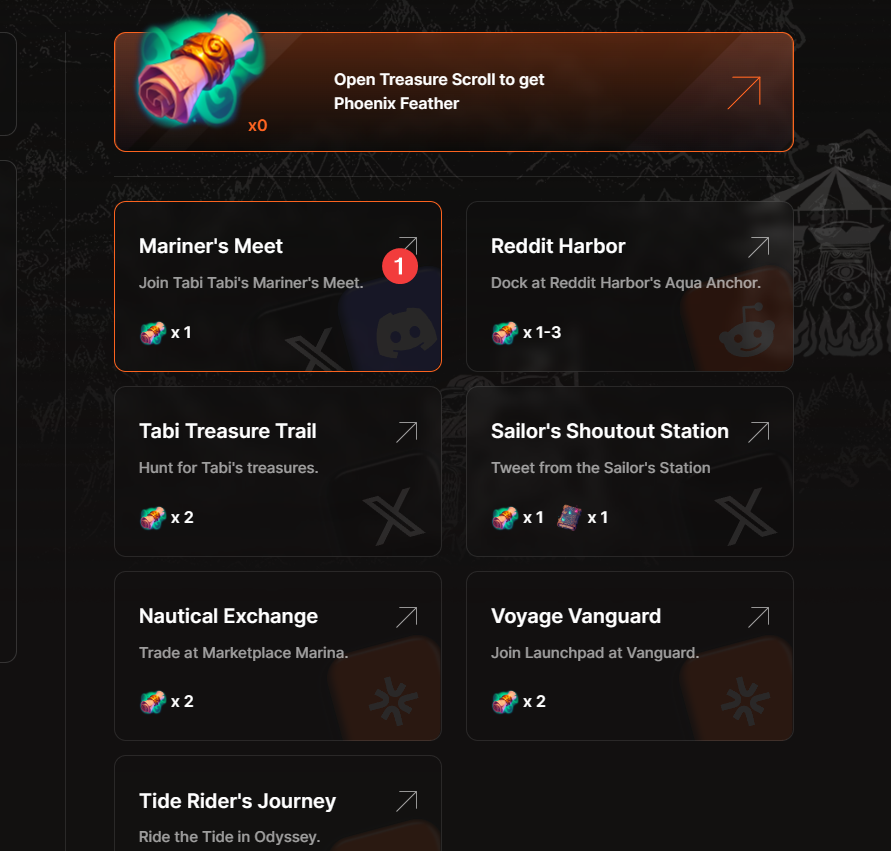 Open Treasure Scroll to get
Phoenix Feather
x0
Mariner's Meet
1
Join Tabi Tabi's Mariner's Meet.
x 1
Reddit Harbor
Dock at Reddit Harbor's Aqua Anchor.
x 1-3
Tabi Treasure Trail
Hunt for Tabi's treasures.
x 2
Sailor's Shoutout Station
Tweet from the Sailor's Station
x 1 x 1
Nautical Exchange
Trade at Marketplace Marina.
x 2
Voyage Vanguard
Join Launchpad at Vanguard.
x 2
Tide Rider's Journey
Ride the Tide in Odyssey.